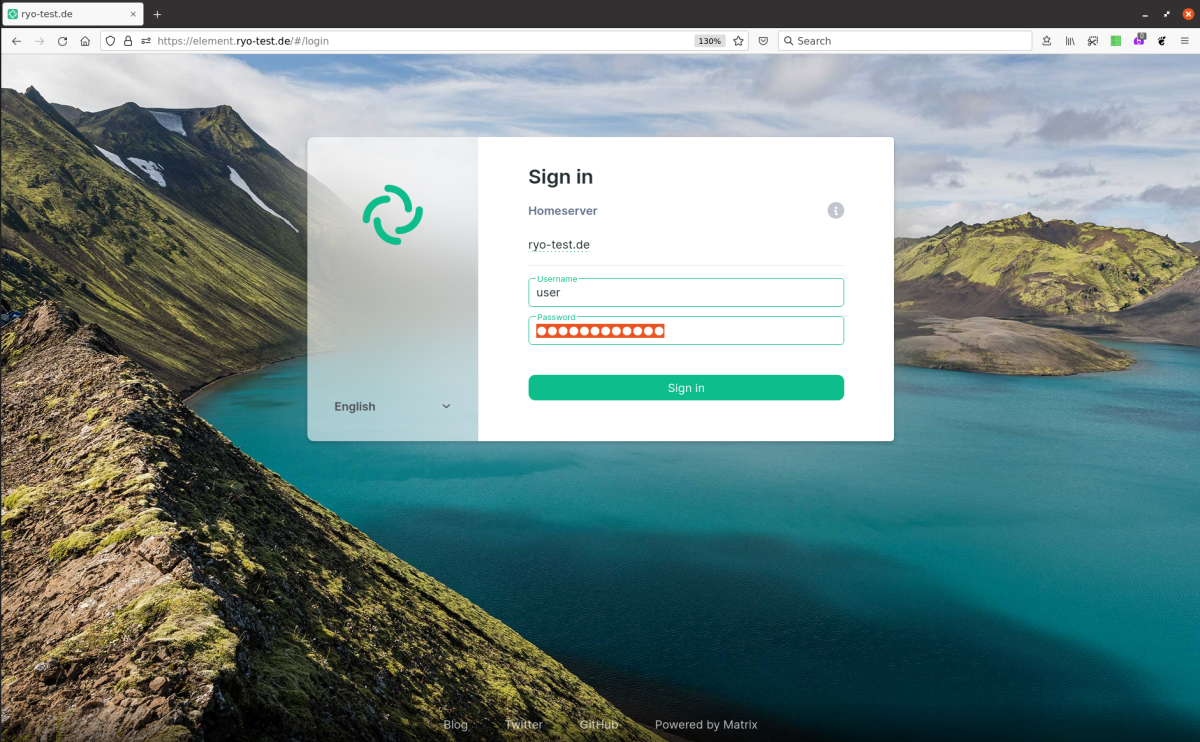 ryo-test.de
https://element.ryo-test.de/#/login
130%
Search
0
Sign in
Homeserver
ryo-test.de
Username
user
Password
Sign in
English
Blog Twitter GitHub Powered by Matrix